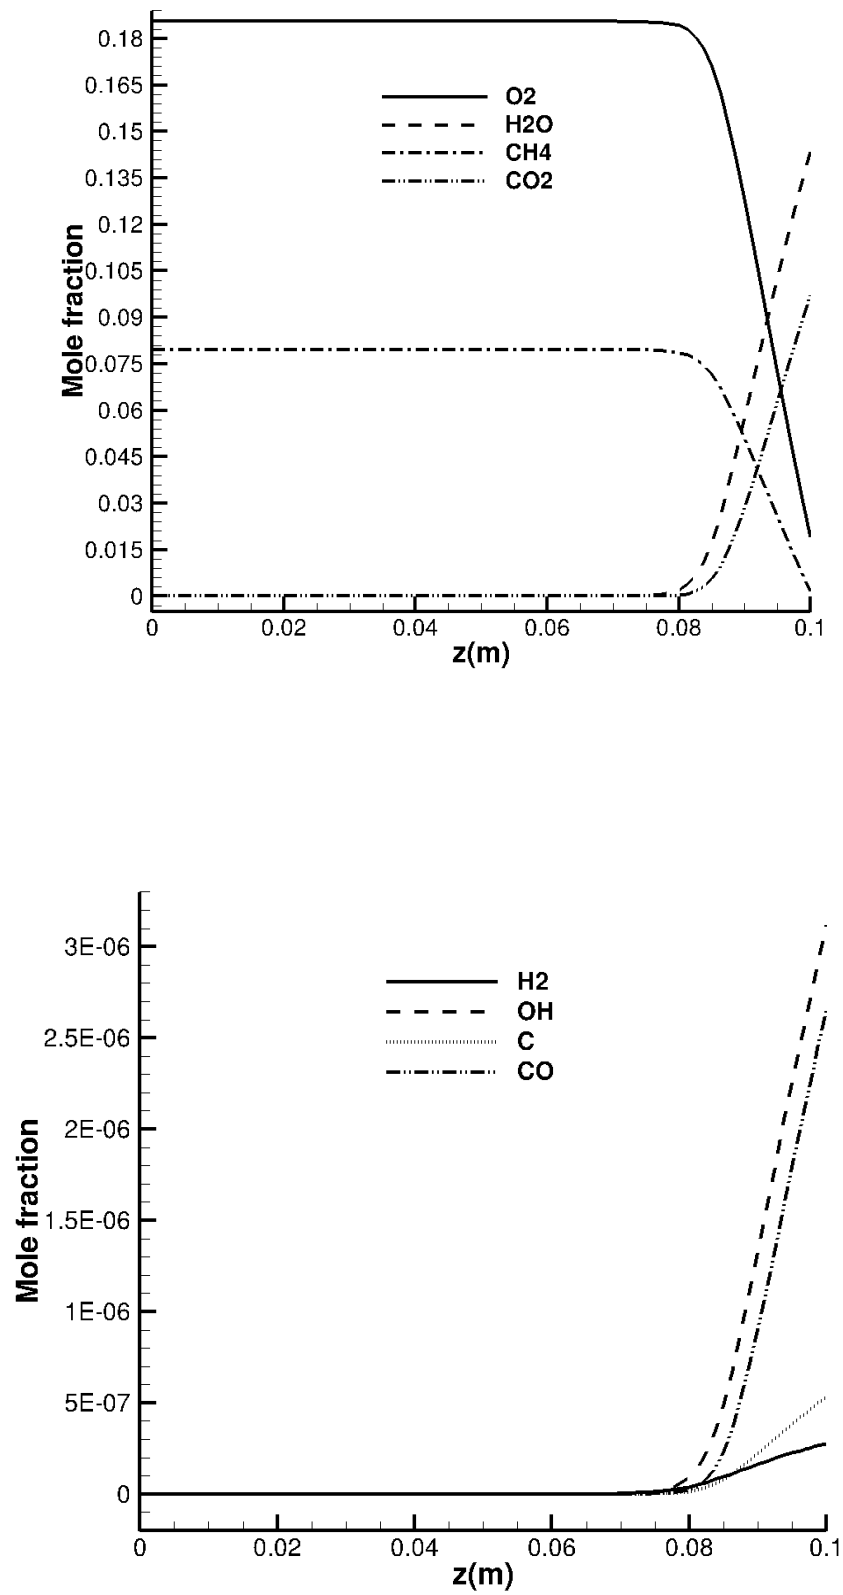 0.18
0.165
0.15
0.135
0.12
0.105
0.09
0.075
0.06
0.045
0.03
0.015
0
Mole fraction
O2
H2O
CH4
CO2
0 0.02 0.04 0.06 0.08 0.1
z(m)
3E-06
2.5E-06
2E-06
1.5E-06
1E-06
5E-07
0
Mole fraction
H2
OH
C
CO
0 0.02 0.04 0.06 0.08 0.1
z(m)